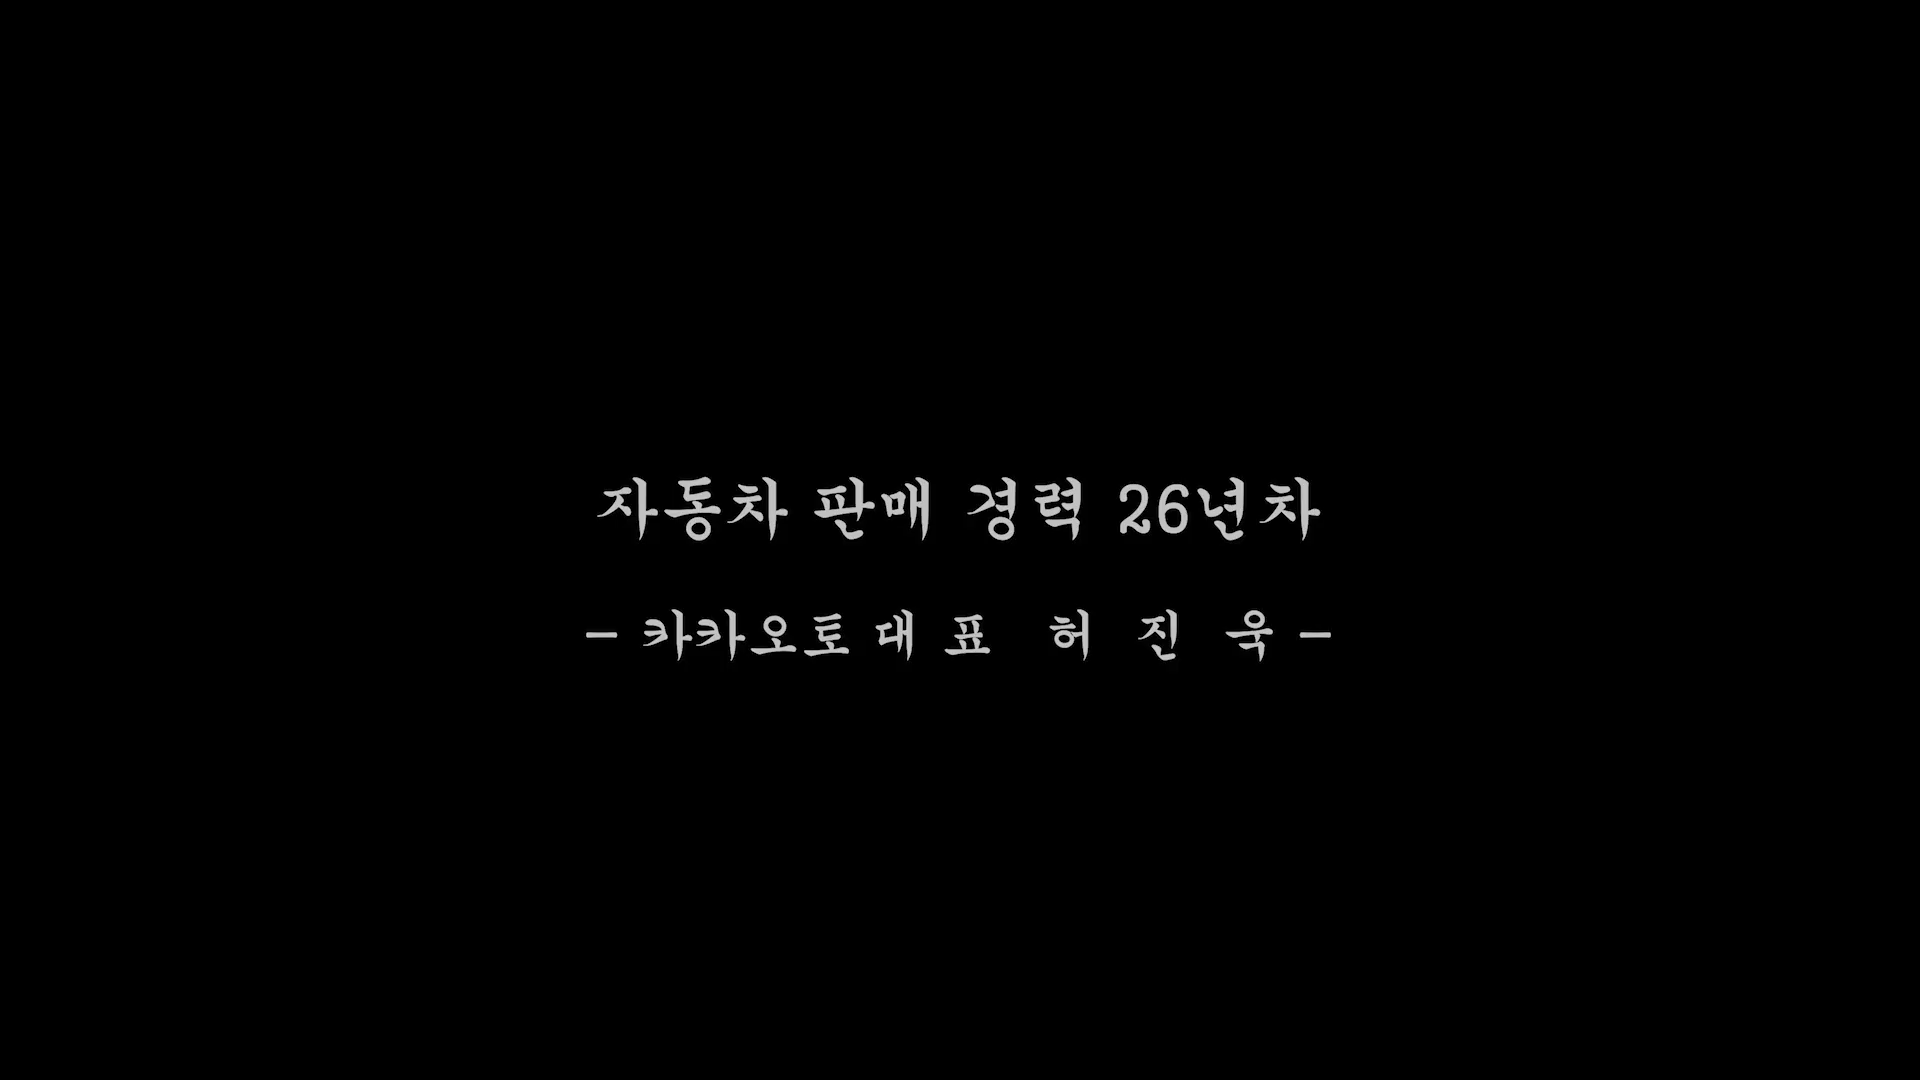 자동차 판매 경력 26년차
- 카카오토 대 표 허 진 욱 -